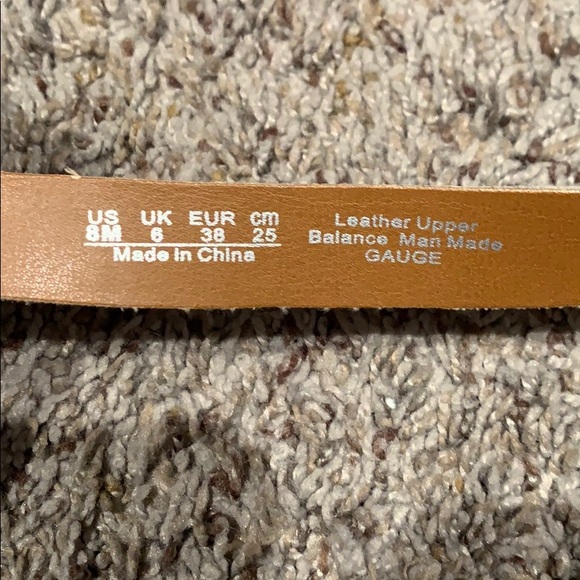 US UK EUR cm
8M 6 38 25
Made in China
Leather Upper
Balance Man Made
GAUGE